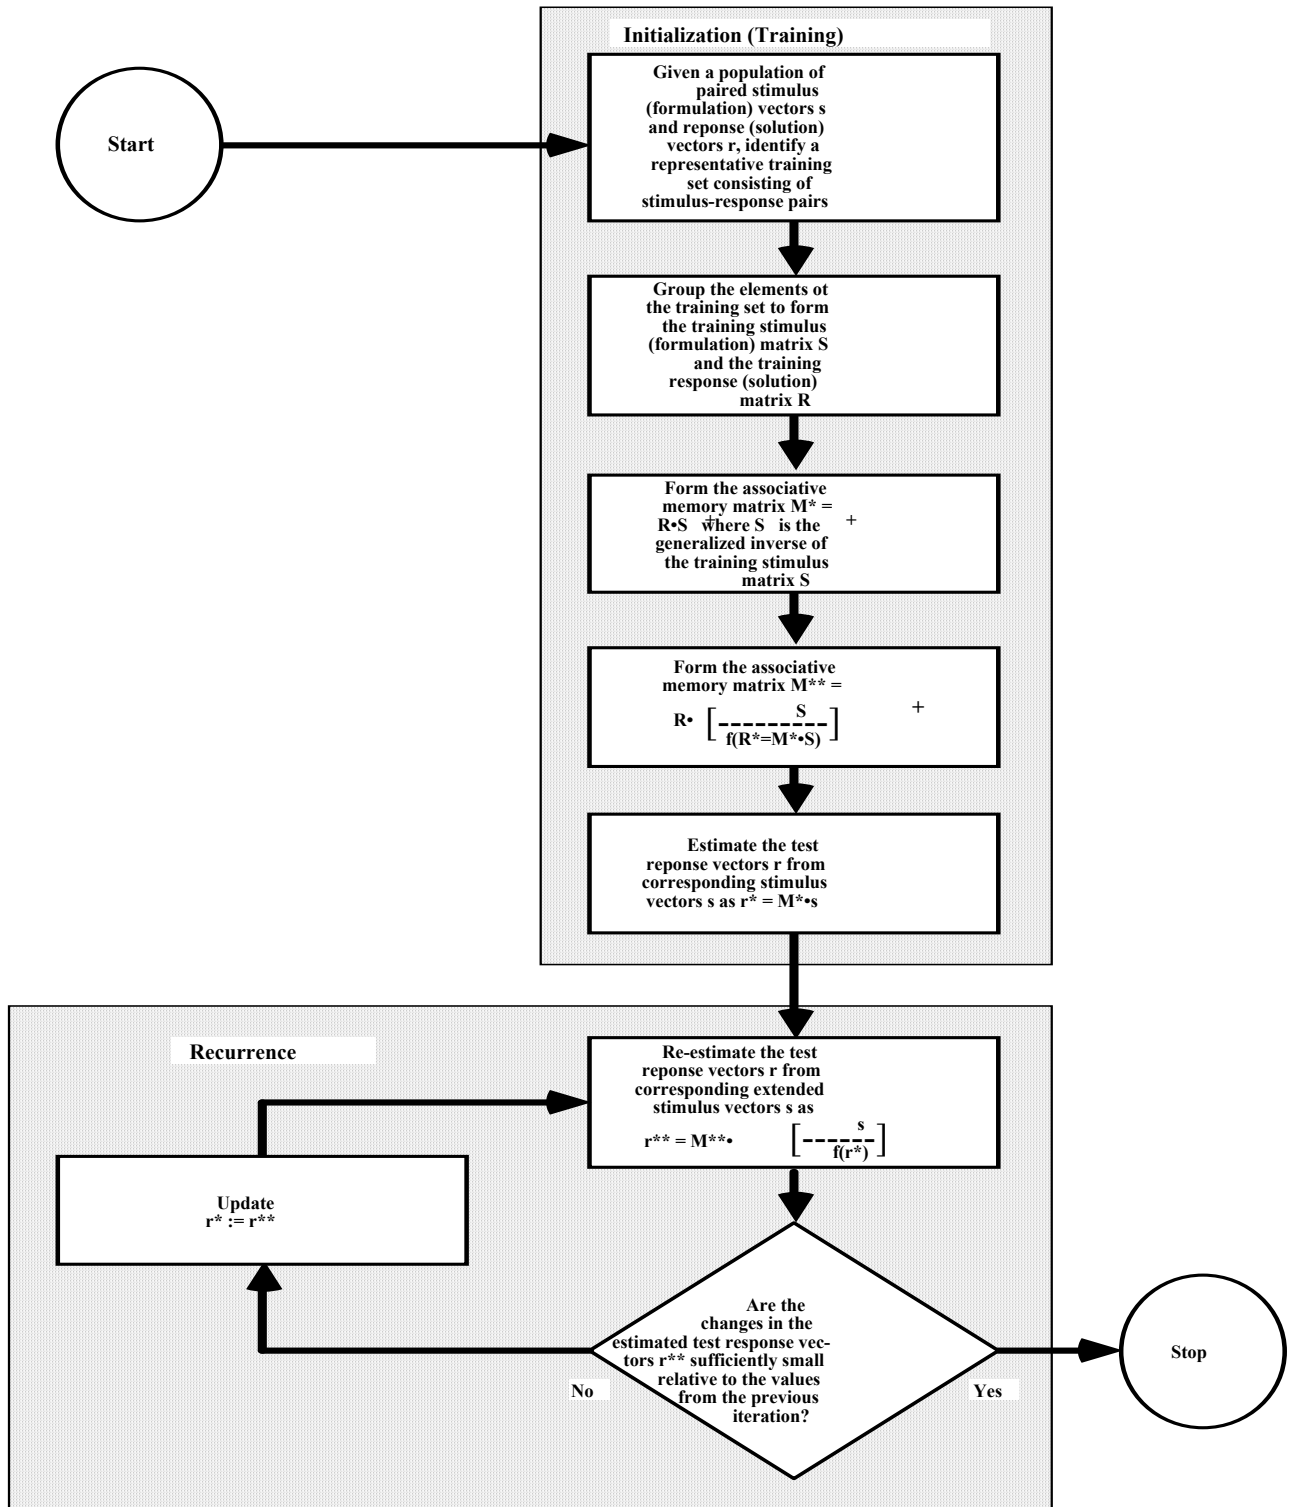 Initialization (Training)
Start
Given a population of
paired stimulus
(formulation) vectors s
and reponse (solution)
vectors r, identify a
representative training
set consisting of
stimulus-response pairs
Group the elements ot
the training set to form
the training stimulus
(formulation) matrix S
and the training
response (solution)
matrix R
Form the associative
memory matrix M* =
R•S + where S is the +
generalized inverse of
the training stimulus
matrix S
Form the associative
memory matrix M** =
S +
R• [ --------- ]
f(R*=M*•S)
Estimate the test
reponse vectors r from
corresponding stimulus
vectors s as r* = M*•s
Recurrence
Re-estimate the test
reponse vectors r from
corresponding extended
stimulus vectors s as
s
r** = M**• [ ------ ]
f(r*)
Update
r* := r**
Are the
changes in the
estimated test response vec-
tors r** sufficiently small
relative to the values
from the previous
iteration?
No
Yes
Stop